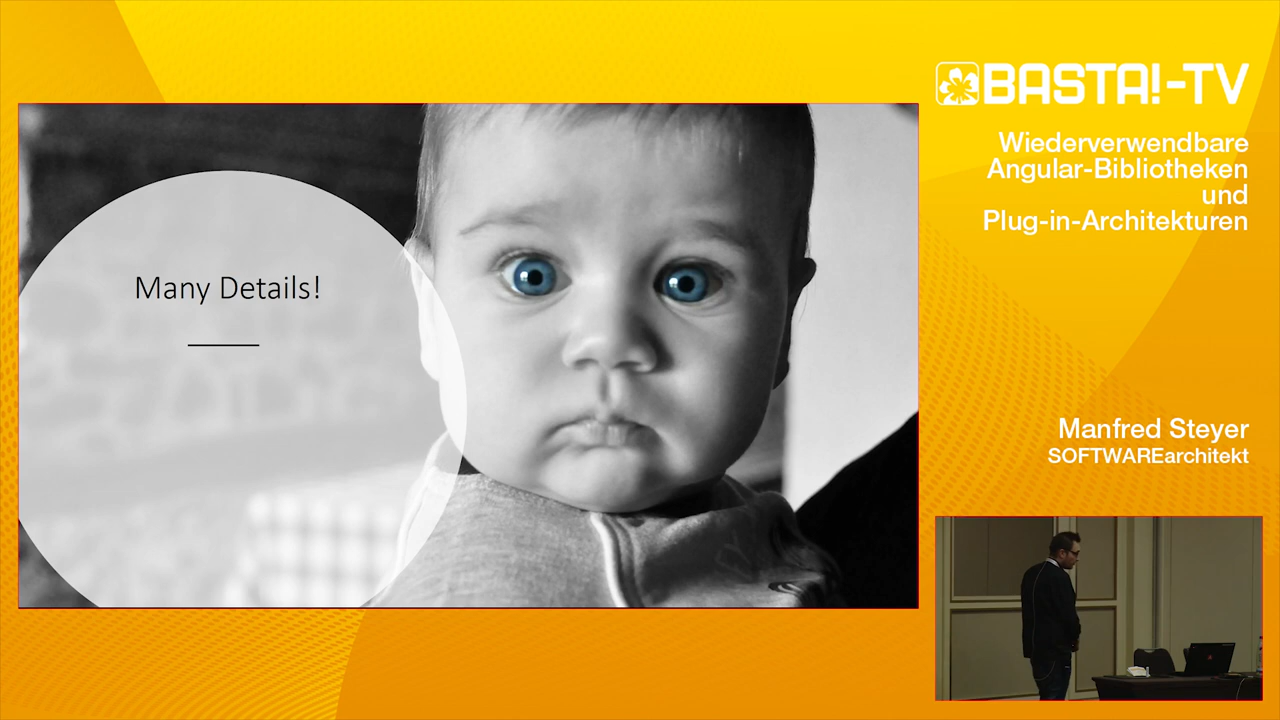 BASTA!-TV
Wiederverwendbare
Angular-Bibliotheken
und
Plug-in-Architekturen
Many Details!
Manfred Steyer
SOFTWAREarchitekt